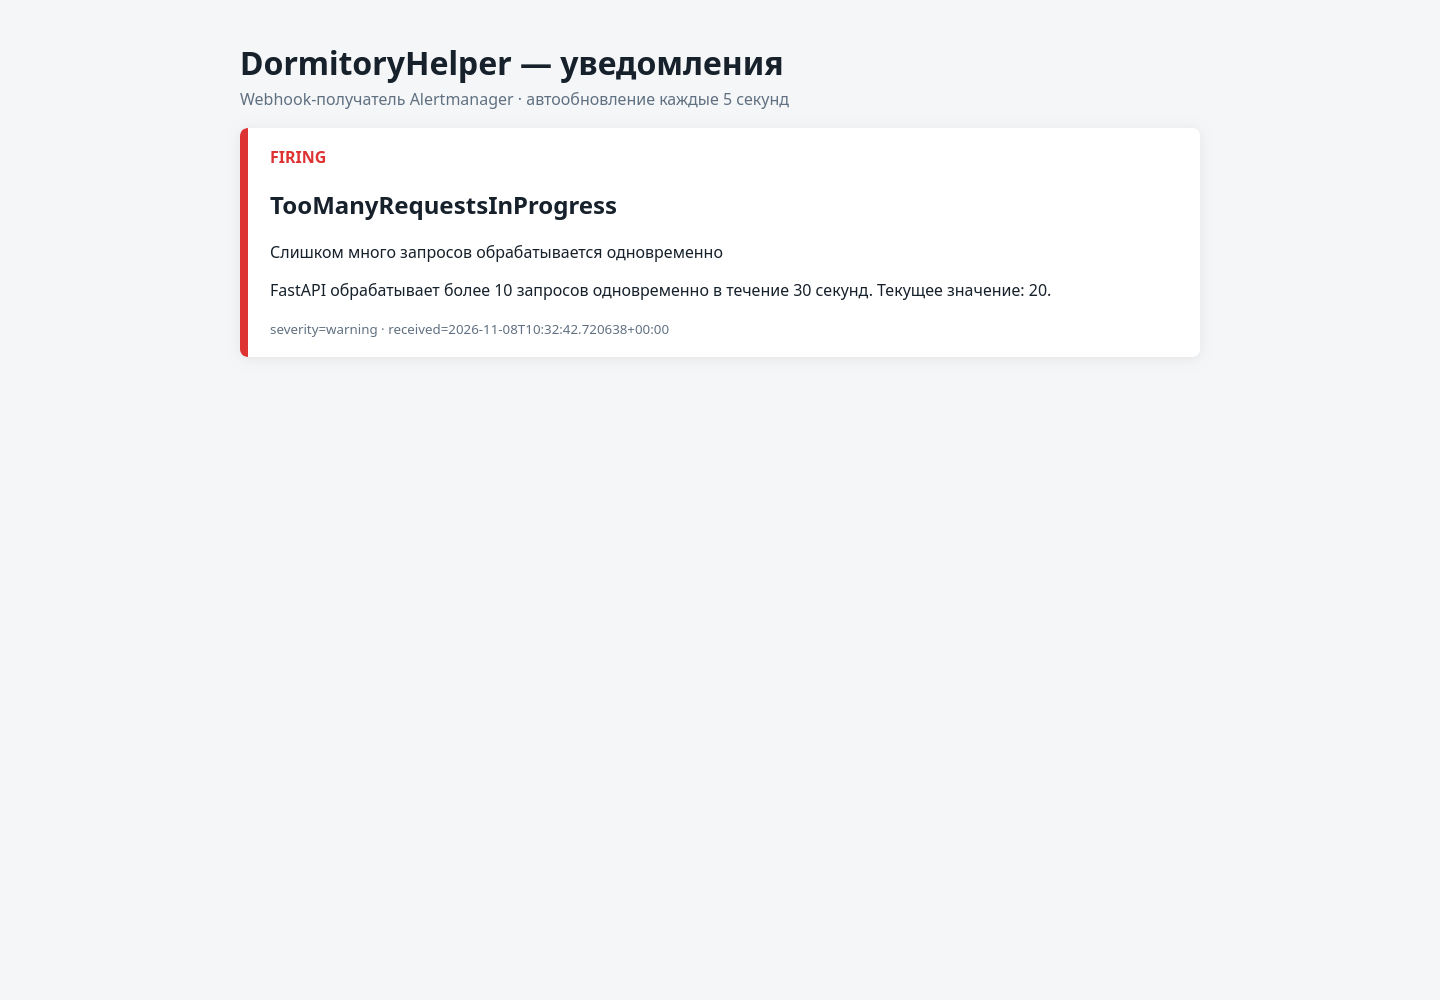 DormitoryHelper — уведомления
Webhook-получатель Alertmanager · автообновление каждые 5 секунд
FIRING
TooManyRequestsInProgress
Слишком много запросов обрабатывается одновременно
FastAPI обрабатывает более 10 запросов одновременно в течение 30 секунд. Текущее значение: 20.
severity=warning · received=2026-11-08T10:32:42.720638+00:00